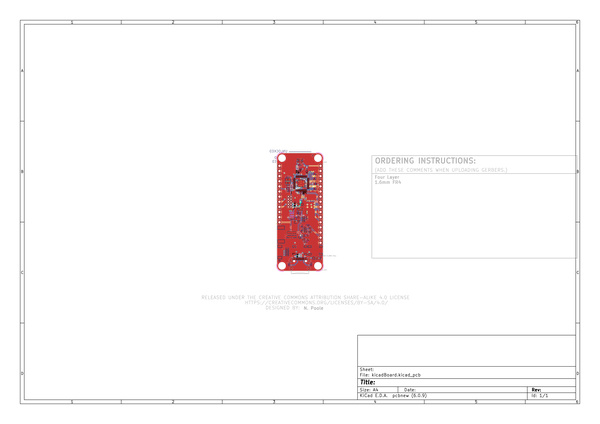 ORDERING INSTRUCTIONS:
(ADD THESE COMMENTS WHEN UPLOADING GERBERS.)
Four Layer
1.6mm FR4
RELEASED UNDER THE CREATIVE COMMONS ATTRIBUTION SHARE-ALIKE 4.0 LICENSE
HTTPS://CREATIVECOMMONS.ORG/LICENSES/BY-SA/4.0/
DESIGNED BY: N. Poole
Sheet:
File: kicadBoard.kicad_pcb
Title:
Size: A4
Date:
Rev:
KiCad E.D.A. pcbnew (6.0.9)
Id: 1/1